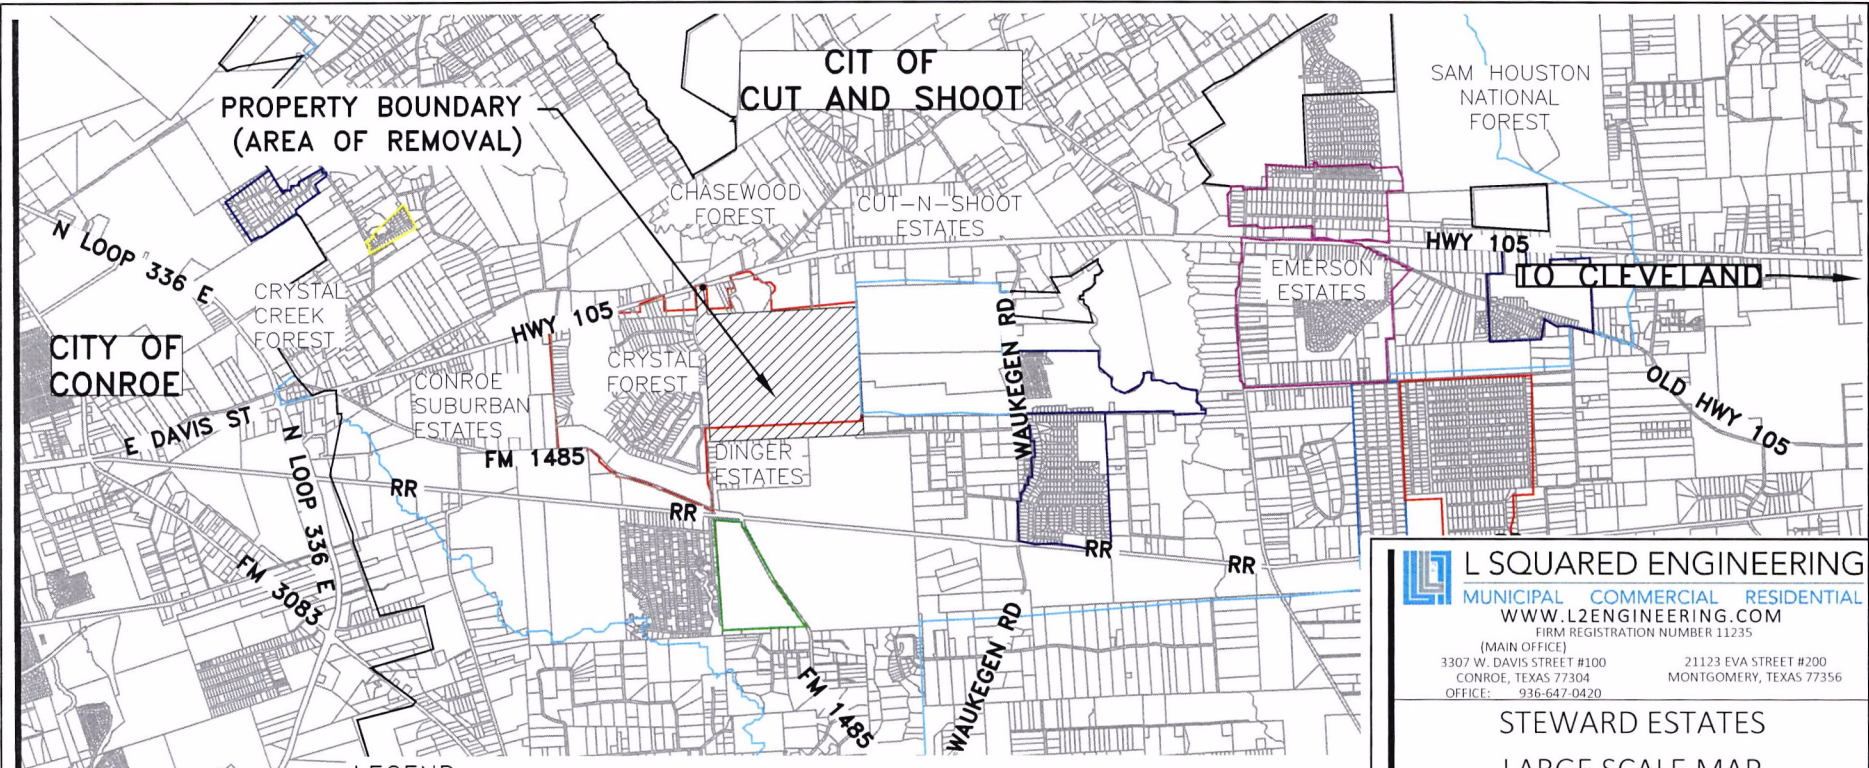 CIT OF
CUT AND SHOOT
SAM HOUSTON
NATIONAL
FOREST
PROPERTY BOUNDARY
(AREA OF REMOVAL)
CHASEWOOD
FOREST
CUT-N-SHOOT
ESTATES
N LOOP 336 E
HWY 105
TO CLEVELAND
EMERSON
ESTATES
CRYSTAL
CREEK
FOREST
HWY 105
WAUKEGEN RD
CITY OF
CONROE
CRYSTAL
FOREST
CONROE
SUBURBAN
ESTATES
OLD HWY 105
E DAVIS ST
N LOOP 336 E
FM 1485
DINGER
ESTATES
RR
RR
RR
RR
FM 3083
WAUKEGEN RD
FM 1485
L SQUARED ENGINEERING
MUNICIPAL COMMERCIAL RESIDENTIAL
WWW.L2ENGINEERING.COM
FIRM REGISTRATION NUMBER 11235
(MAIN OFFICE)
3307 W. DAVIS STREET #100
CONROE, TEXAS 77304
OFFICE: 936-647-0420
21123 EVA STREET #200
MONTGOMERY, TEXAS 77356
STEWARD ESTATES
LARGE SCALE MAP
LEGEND